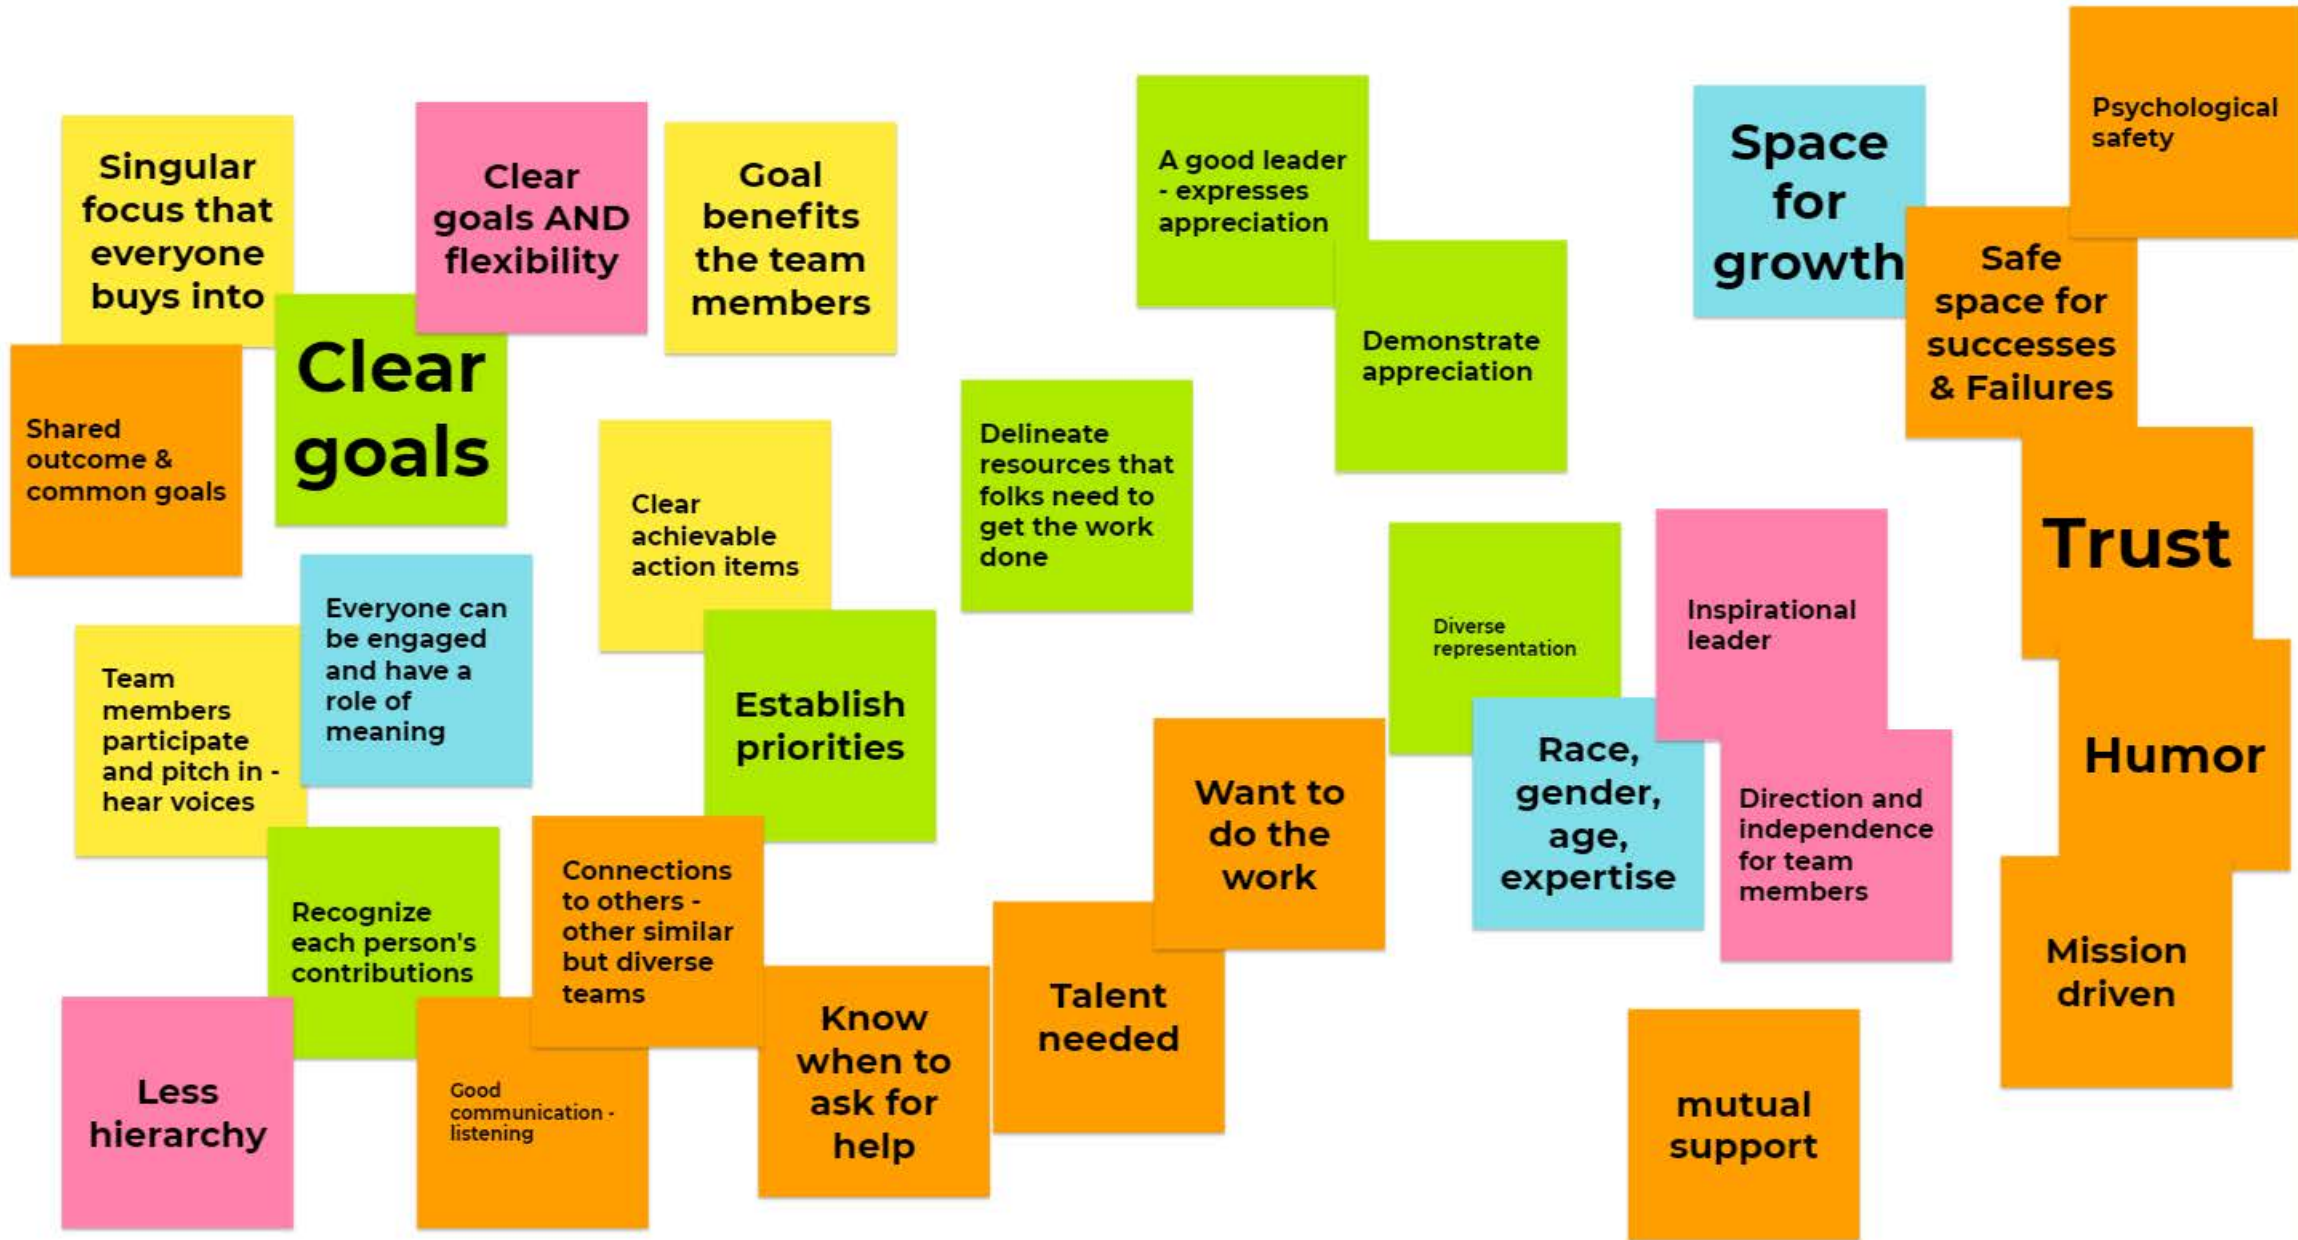 Singular
focus that
everyone
buys into
Clear
goals AND
flexibility
Goal
benefits
the team
members
Shared
outcome &
common goals
Clear
goals
Clear
achievable
action items
Everyone can
be engaged
and have a
role of
meaning
Team
members
participate
and pitch in -
hear voices
Establish
priorities
Recognize
each person's
contributions
Connections
to others -
other similar
but diverse
teams
Less
hierarchy
Good
communication -
listening
Know
when to
ask for
help
Talent
needed
Want to
do the
work
A good leader
- expresses
appreciation
Demonstrate
appreciation
Delineate
resources that
folks need to
get the work
done
Diverse
representation
Race,
gender,
age,
expertise
Inspirational
leader
Direction and
independence
for team
members
Space
for
growth
Psychological
safety
Safe
space for
successes
& Failures
Trust
Humor
Mission
driven
mutual
support